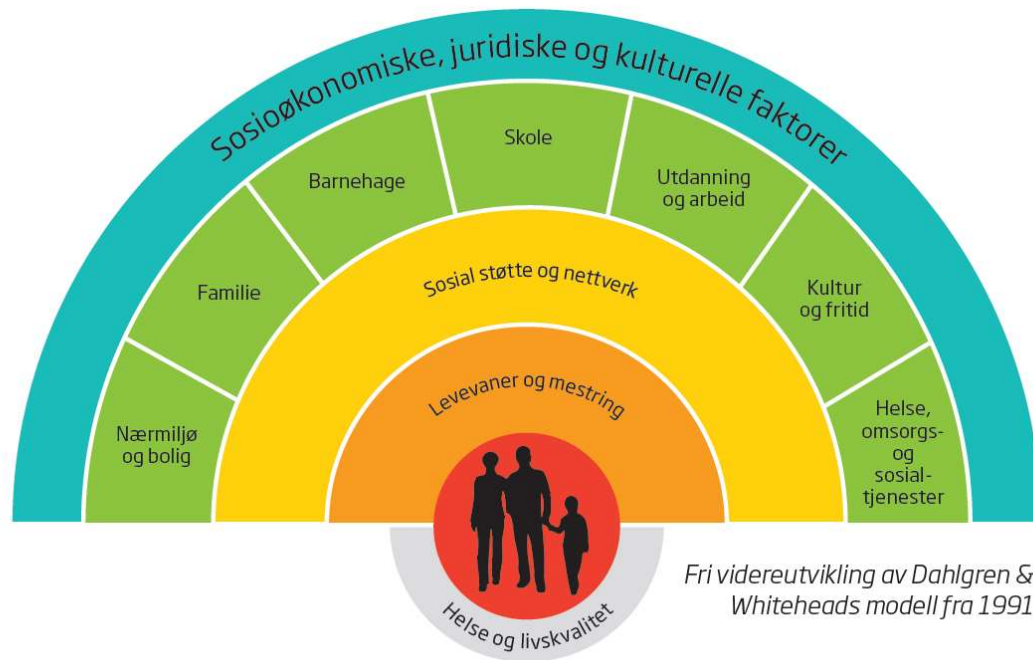 Sosioøkonomiske, juridiske og kulturelle faktorer
Nærmiljø
og bolig
Familie
Barnehage
Skole
Utdanning
og arbeid
Kultur
og fritid
Helse,
omsorgs-
og
sosial-
tjenester
Sosial støtte og nettverk
Levevaner og mestring
Helse og livskvalitet
Fri videreutvikling av Dahlgren &
Whiteheads modell fra 1991